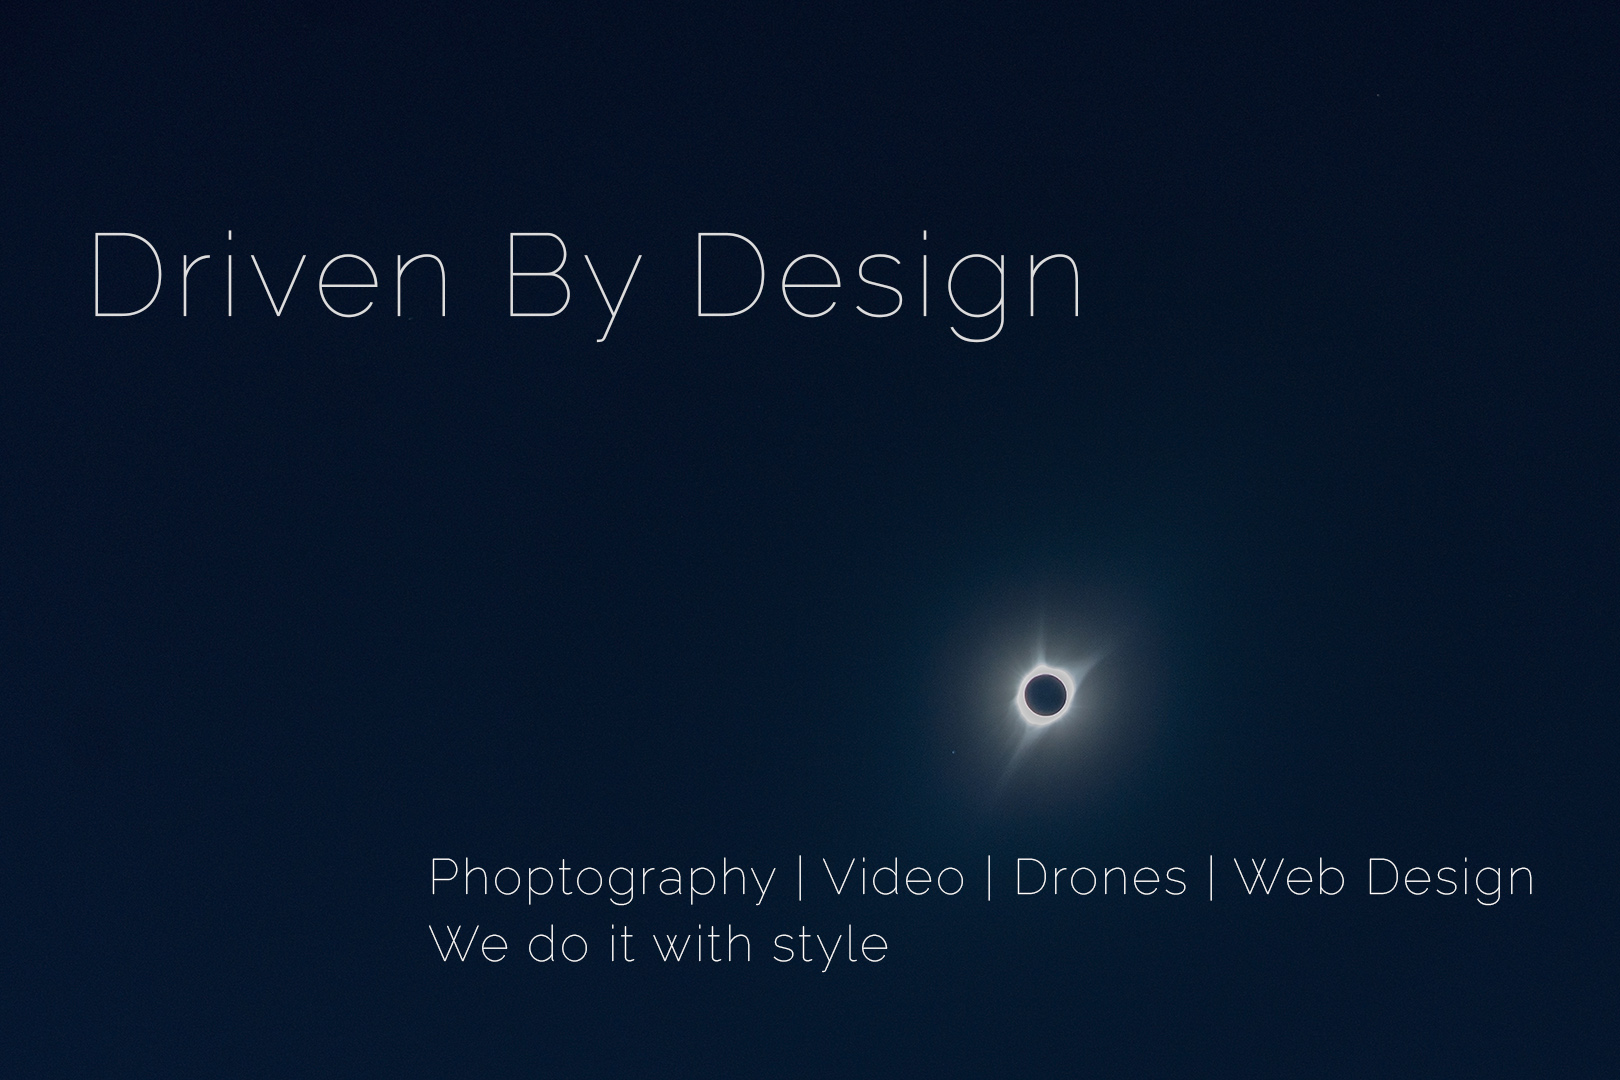 Driven By Design
Phoptography | Video | Drones | Web Design
We do it with style